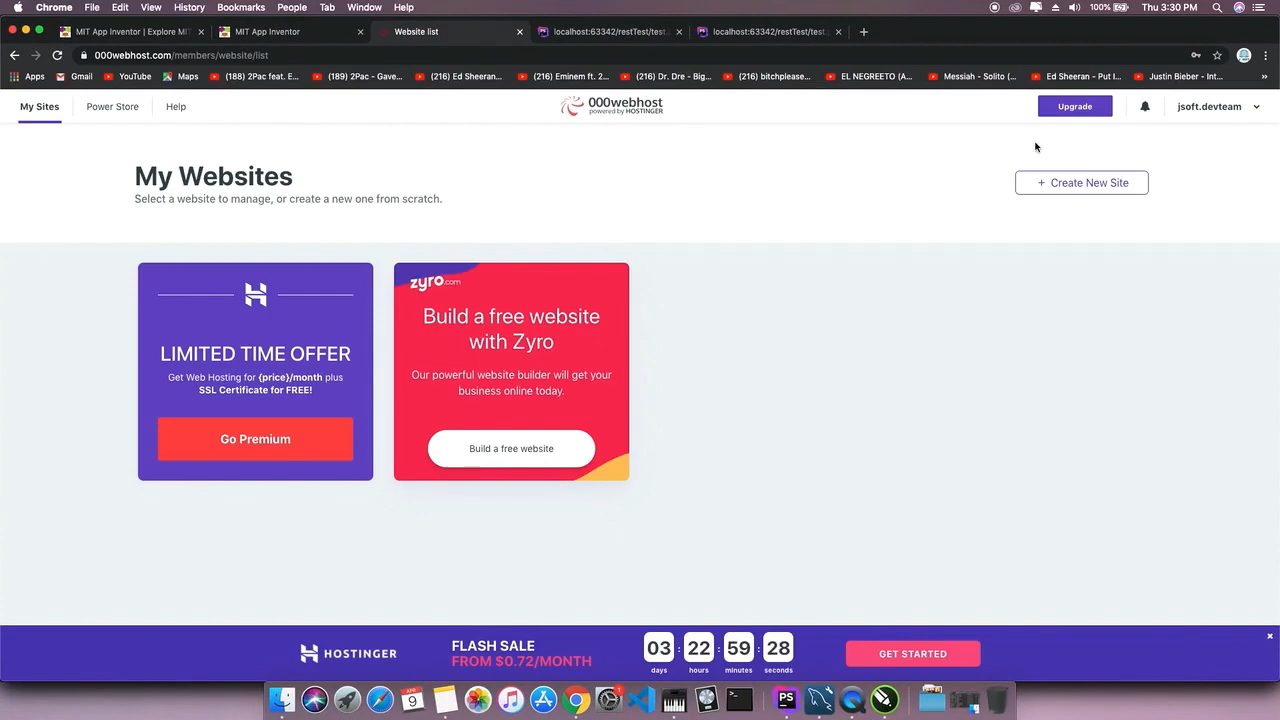 Chrome File Edit View History Bookmarks People Tab Window Help 100% Thu 3:30 PM
MIT App Inventor | Explore MIT MIT App Inventor Website list localhost:63342/restTest/test. localhost:63342/restTest/test.
000webhost.com/members/website/list
Apps Gmail YouTube Maps (188) 2Pac feat. E... (189) 2Pac - Gave... (216) Ed Sheeran... (216) Eminem ft. 2... (216) Dr. Dre - Big... (216) bitchplease... EL NEGREETO (A... Messiah - Solito (... Ed Sheeran - Put I... Justin Bieber - Int...
My Sites Power Store Help 000webhost Upgrade jsoft.devteam
powered by HOSTINGER
My Websites
Select a website to manage, or create a new one from scratch.
+ Create New Site
LIMITED TIME OFFER
Get Web Hosting for {price}/month plus
SSL Certificate for FREE!
Go Premium
zyro.com
Build a free website
with Zyro
Our powerful website builder will get your
business online today.
Build a free website
HOSTINGER
FLASH SALE
FROM $0.72/MONTH
03 : 22 : 59 : 28
days hours minutes seconds
GET STARTED
APR
9
1
PS